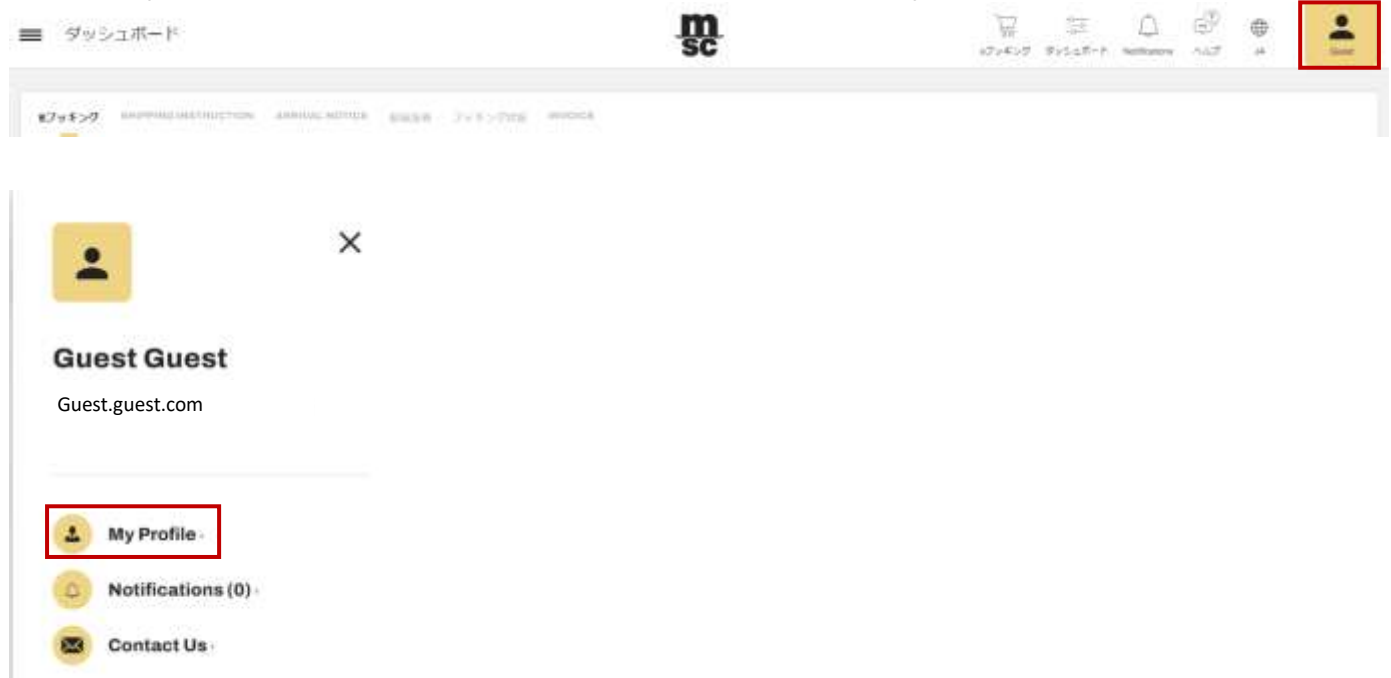 ダッシュボード
msc
eブッキング ダッシュボード Notifications ヘルプ JA Guest
eブッキング SHIPPING INSTRUCTION ARRIVAL NOTICE INVOICE
Guest Guest
Guest.guest.com
My Profile
Notifications (0)
Contact Us